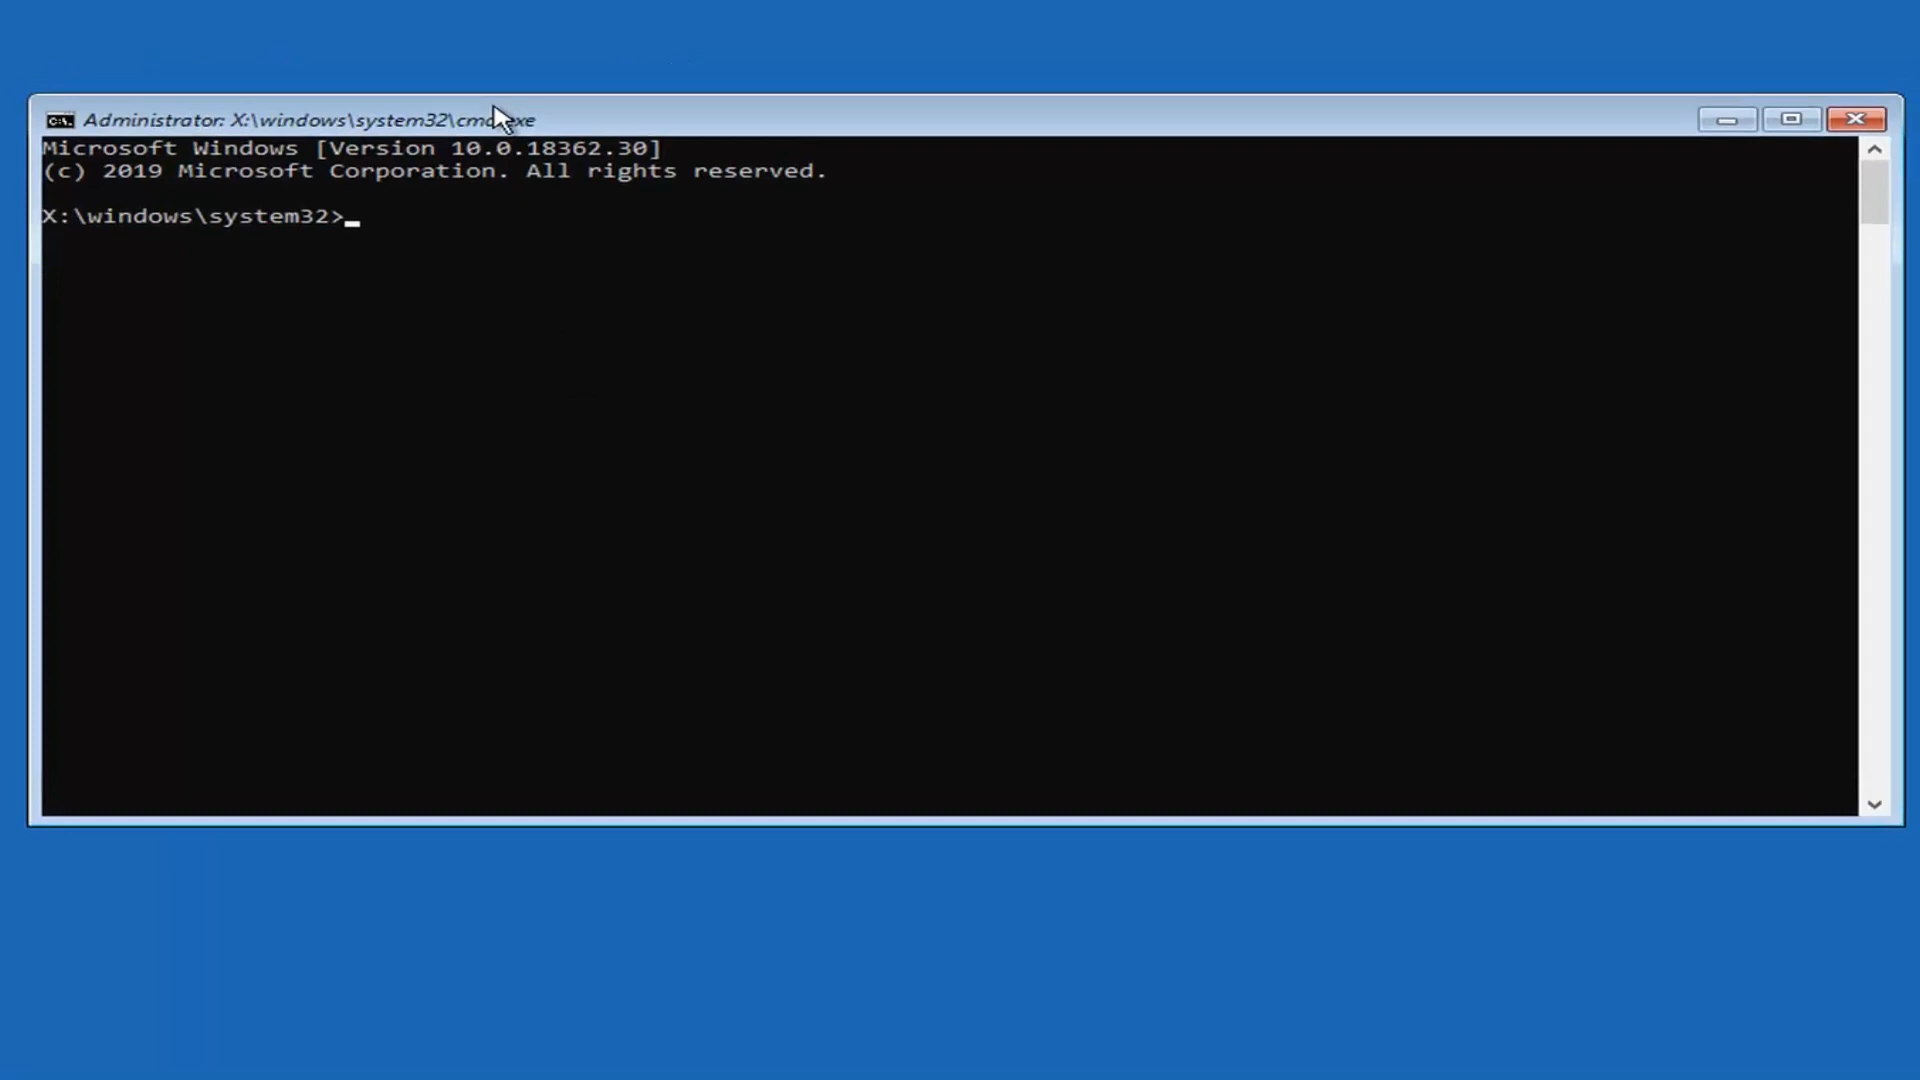 Administrator: X:\windows\system32\cmd.exe
Microsoft Windows [Version 10.0.18362.30]
(c) 2019 Microsoft Corporation. All rights reserved.
X:\windows\system32>